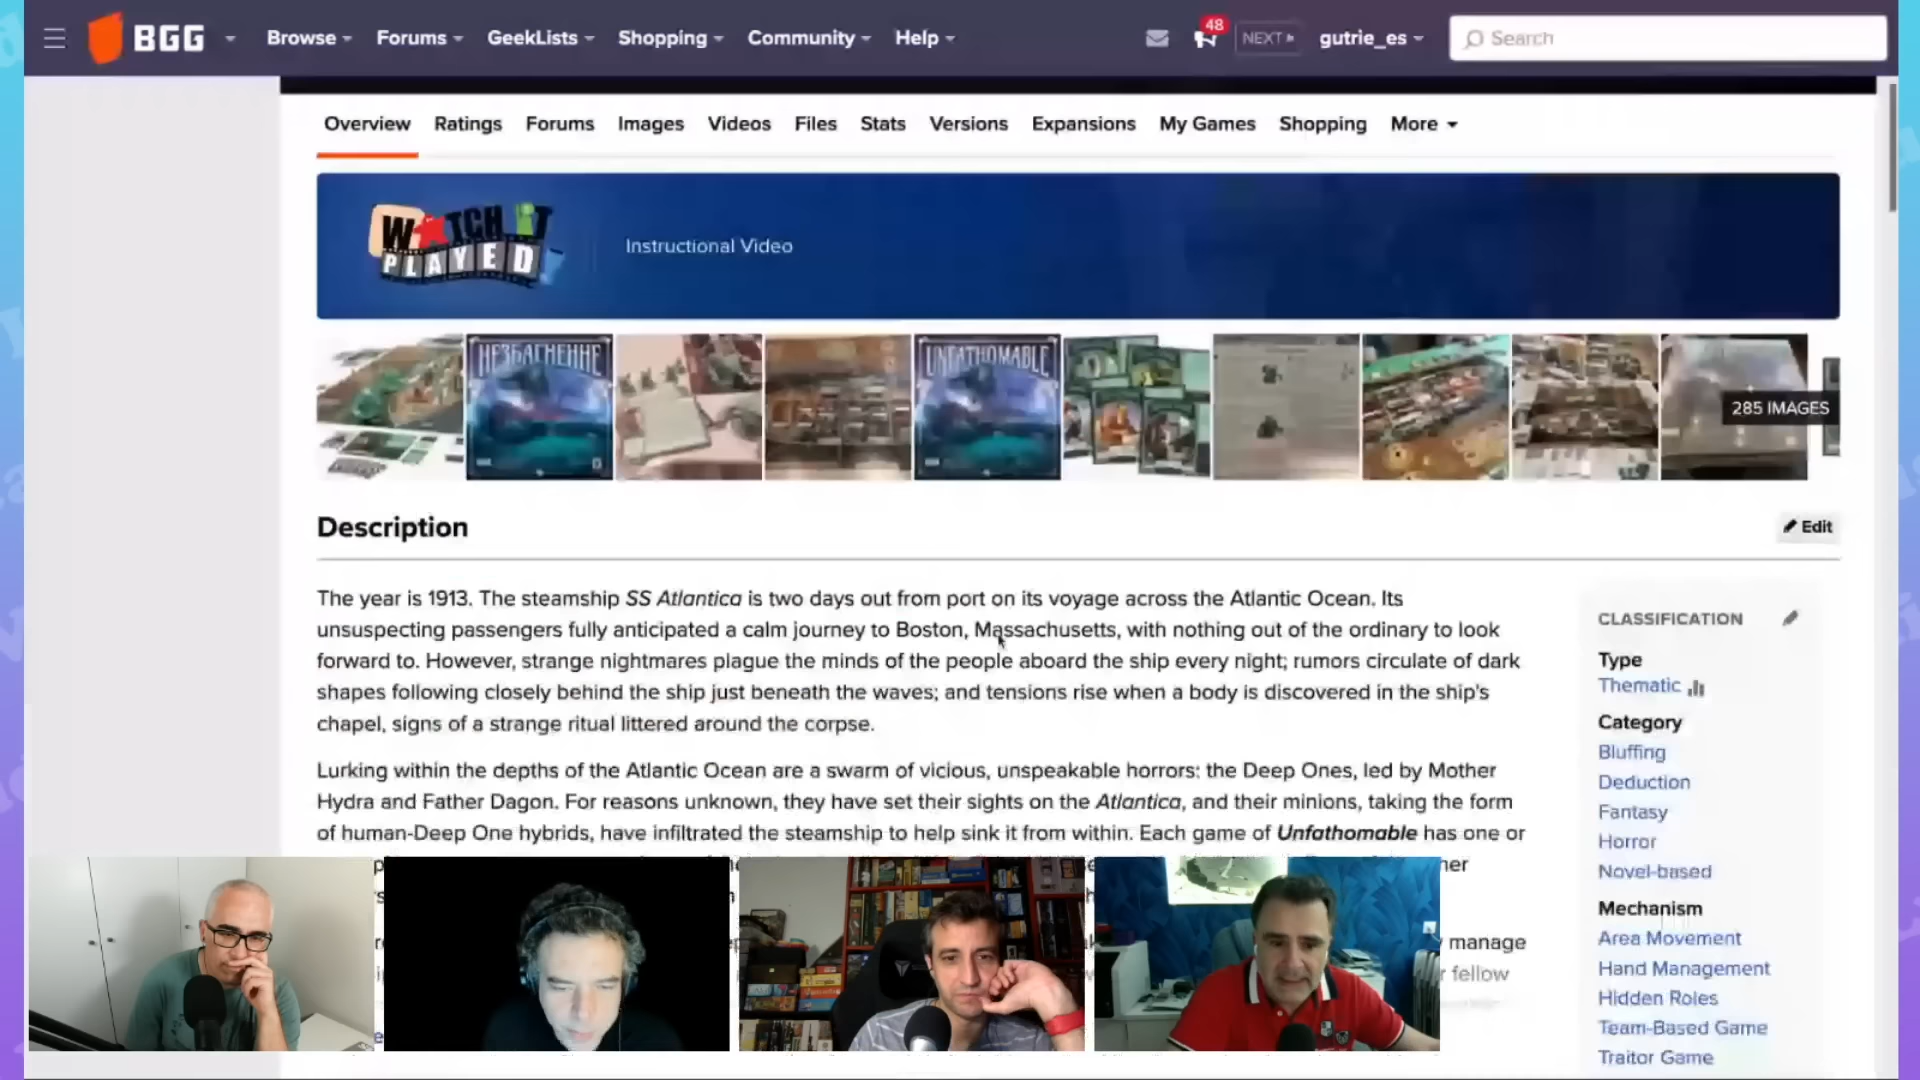 BGG Browse Forums GeekLists Shopping Community Help 48 NEXT gutrie_es Search
Overview Ratings Forums Images Videos Files Stats Versions Expansions My Games Shopping More
WATCH IT
PLAYED
Instructional Video
НЕЗБАГНЕННЕ
UNFATHOMABLE
285 IMAGES
Description
Edit
The year is 1913. The steamship SS Atlantica is two days out from port on its voyage across the Atlantic Ocean. Its
unsuspecting passengers fully anticipated a calm journey to Boston, Massachusetts, with nothing out of the ordinary to look
forward to. However, strange nightmares plague the minds of the people aboard the ship every night; rumors circulate of dark
shapes following closely behind the ship just beneath the waves; and tensions rise when a body is discovered in the ship's
chapel, signs of a strange ritual littered around the corpse.
Lurking within the depths of the Atlantic Ocean are a swarm of vicious, unspeakable horrors: the Deep Ones, led by Mother
Hydra and Father Dagon. For reasons unknown, they have set their sights on the Atlantica, and their minions, taking the form
of human-Deep One hybrids, have infiltrated the steamship to help sink it from within. Each game of Unfathomable has one or
manage
fellow
CLASSIFICATION
Type
Thematic
Category
Bluffing
Deduction
Fantasy
Horror
Novel-based
Mechanism
Area Movement
Hand Management
Hidden Roles
Team-Based Game
Traitor Game